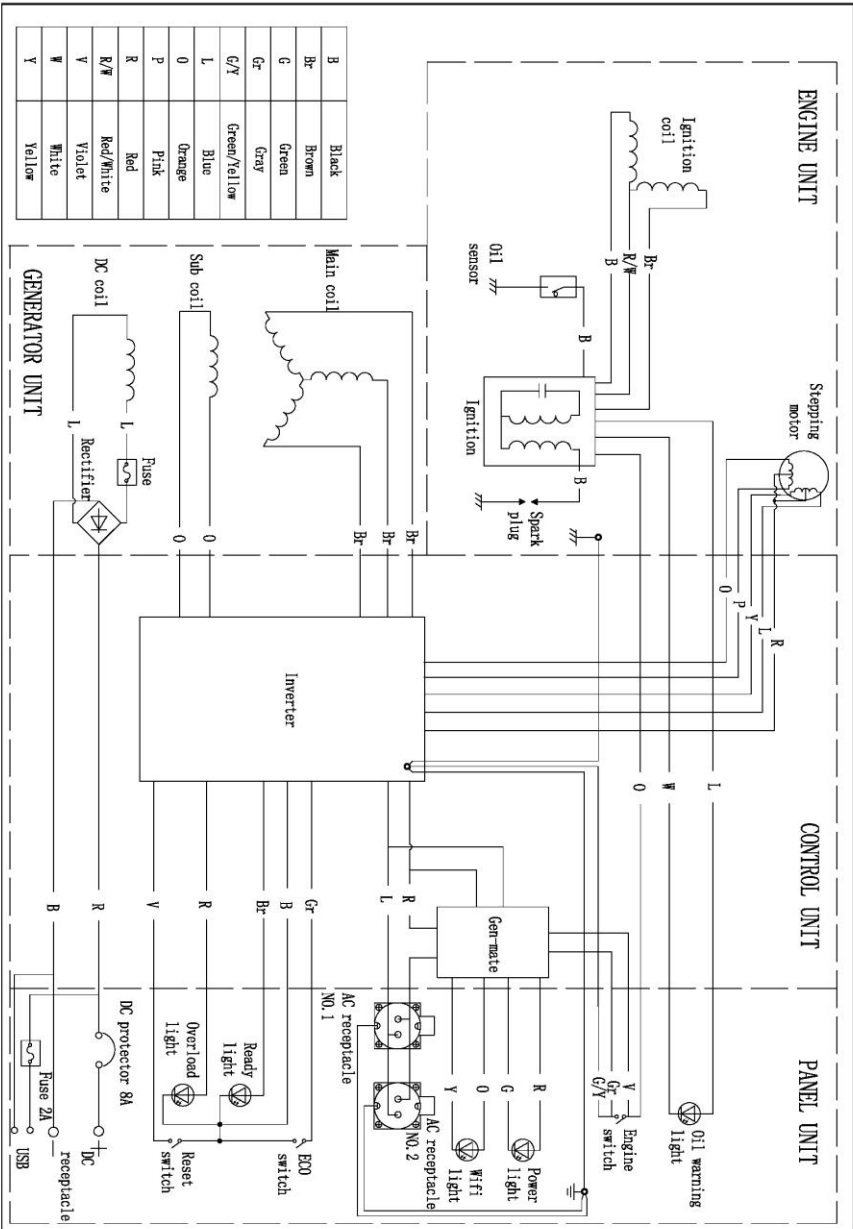 ENGINE UNIT
CONTROL UNIT
PANEL UNIT
Stepping
motor
Ignition
coil
Br
R/W
B
Oil
sensor
B
Ignition
B
Spark
plug
R
L
Y
P
O
L
W
O
Oil warning
light
Engine
switch
V
Gr
G/Y
Gen-mate
R
G
O
Y
Power
light
Wifi
light
R
L
AC receptacle
NO.1
AC receptacle
NO.2
Main coil
Br
Br
Br
Sub coil
O
O
Inverter
Gr
B
Br
R
V
ECO
switch
Ready
light
Overload
light
Reset
switch
DC coil
L
L
Fuse
Rectifier
GENERATOR UNIT
R
B
DC protector 8A
Fuse 2A
+
DC
receptacle
—
USB
B Black
Br Brown
G Green
Gr Gray
G/Y Green/Yellow
L Blue
O Orange
P Pink
R Red
R/W Red/White
V Violet
W White
Y Yellow